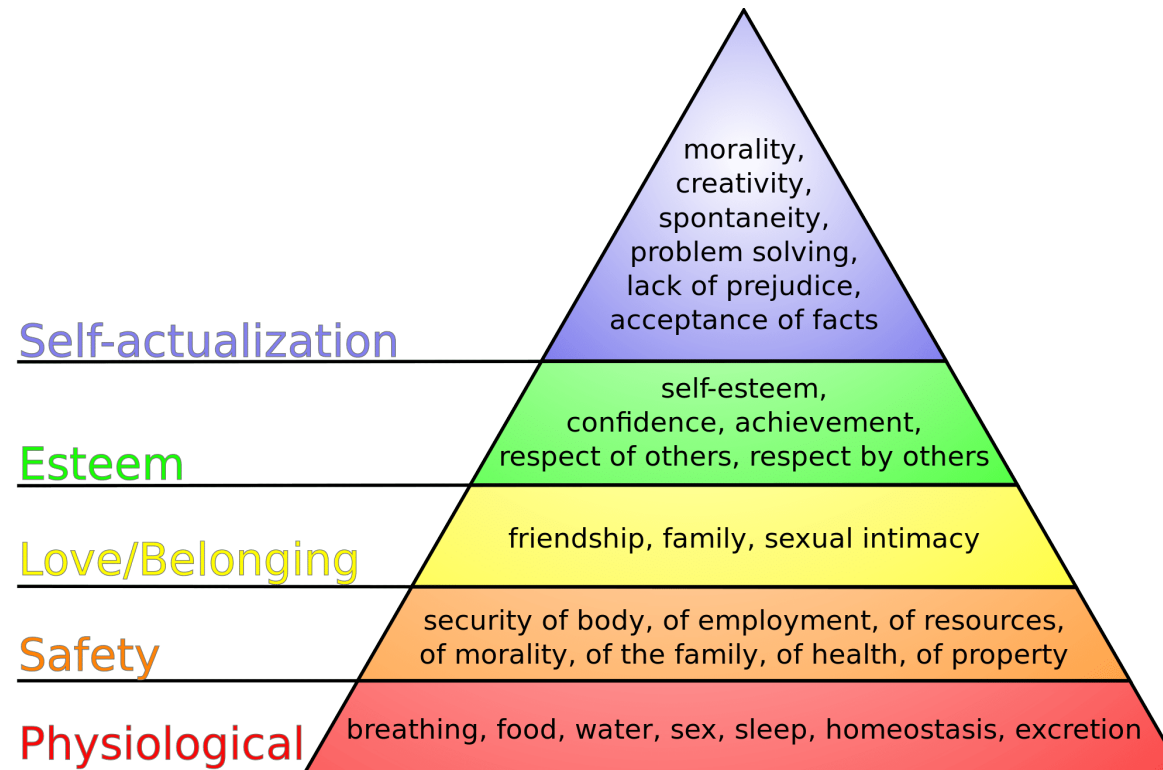 morality,
creativity,
spontaneity,
problem solving,
lack of prejudice,
acceptance of facts
Self-actualization
self-esteem,
confidence, achievement,
respect of others, respect by others
Esteem
friendship, family, sexual intimacy
Love/Belonging
security of body, of employment, of resources,
of morality, of the family, of health, of property
Safety
breathing, food, water, sex, sleep, homeostasis, excretion
Physiological